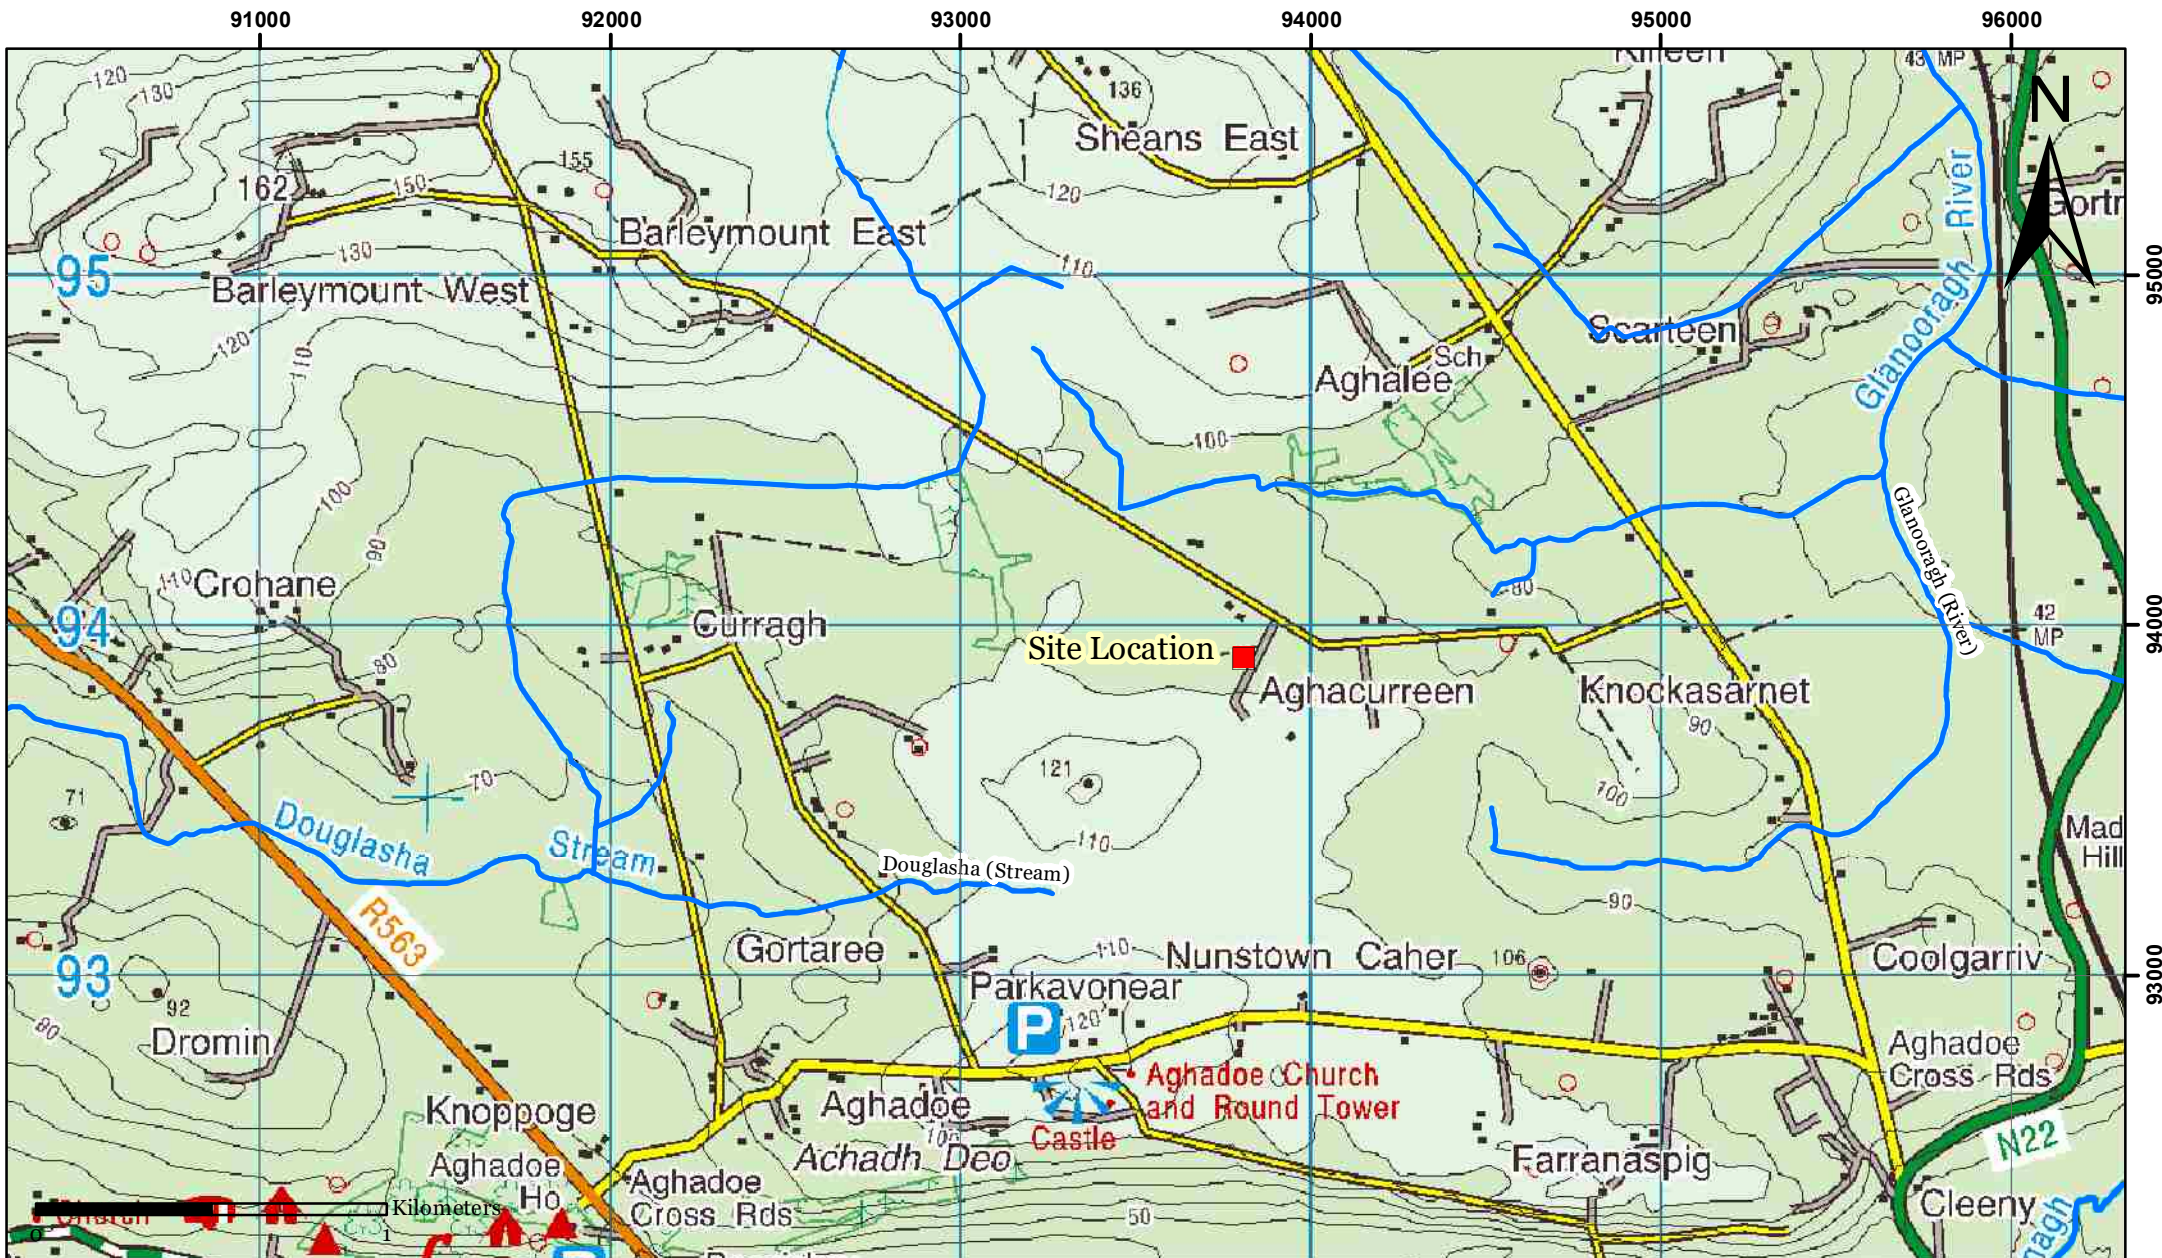 91000 92000 93000 94000 95000 96000
120
130
136
Killeen
43 MP
N
Sheans East
155
162
150
120
River
Gortr
Barleymount East
130
110
95
95000
Barleymount West
Glanooragh
120
110
Scarteen
Sch
Aghalee
100
100
90
Glanooragh (River)
110
Crohane
80
94
Curragh
42
MP
94000
Site Location
80
Aghacurreen
Knockasarnet
90
121
70
100
71
Douglasha
Stream
110
Mad
Hill
Douglasha (Stream)
90
R563
Gortaree
110
Nunstown Caher
106
Coolgarriv
93
93000
Parkavonear
92
P
120
80
Dromin
Aghadoe
Cross Rds
Aghadoe Church
and Round Tower
Knoppoge
Aghadoe
100
Castle
N22
Achadh Deo
Farranaspig
Aghadoe
Ho
Aghadoe
Cross Rds
Cleeny
50
Church
Kilometers
0 1
P